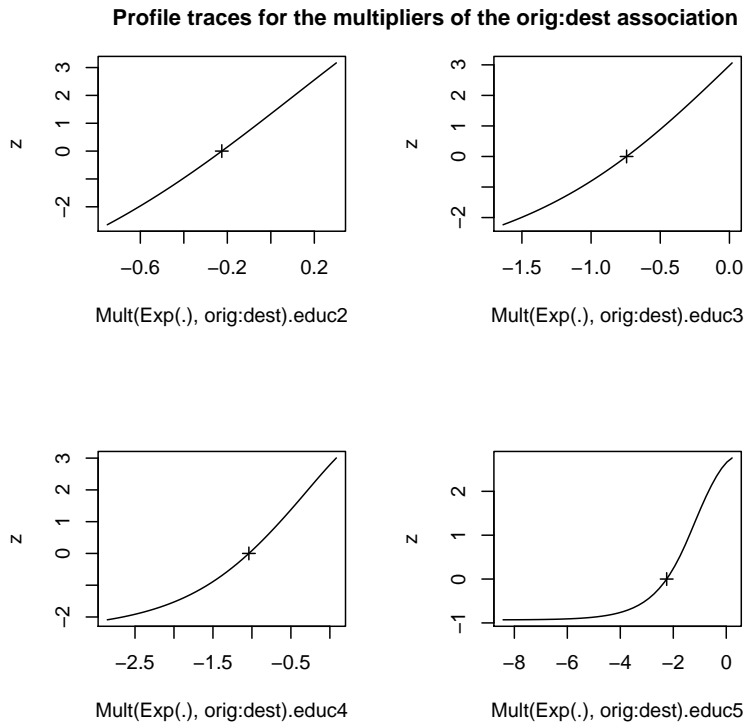 Profile traces for the multipliers of the orig:dest association
z
3
2
1
0
−2
−0.6 −0.2 0.2
Mult(Exp(.), orig:dest).educ2
z
3
2
1
0
−2
−1.5 −1.0 −0.5 0.0
Mult(Exp(.), orig:dest).educ3
z
3
2
1
0
−2
−2.5 −1.5 −0.5
Mult(Exp(.), orig:dest).educ4
z
2
1
0
−1
−8 −6 −4 −2 0
Mult(Exp(.), orig:dest).educ5